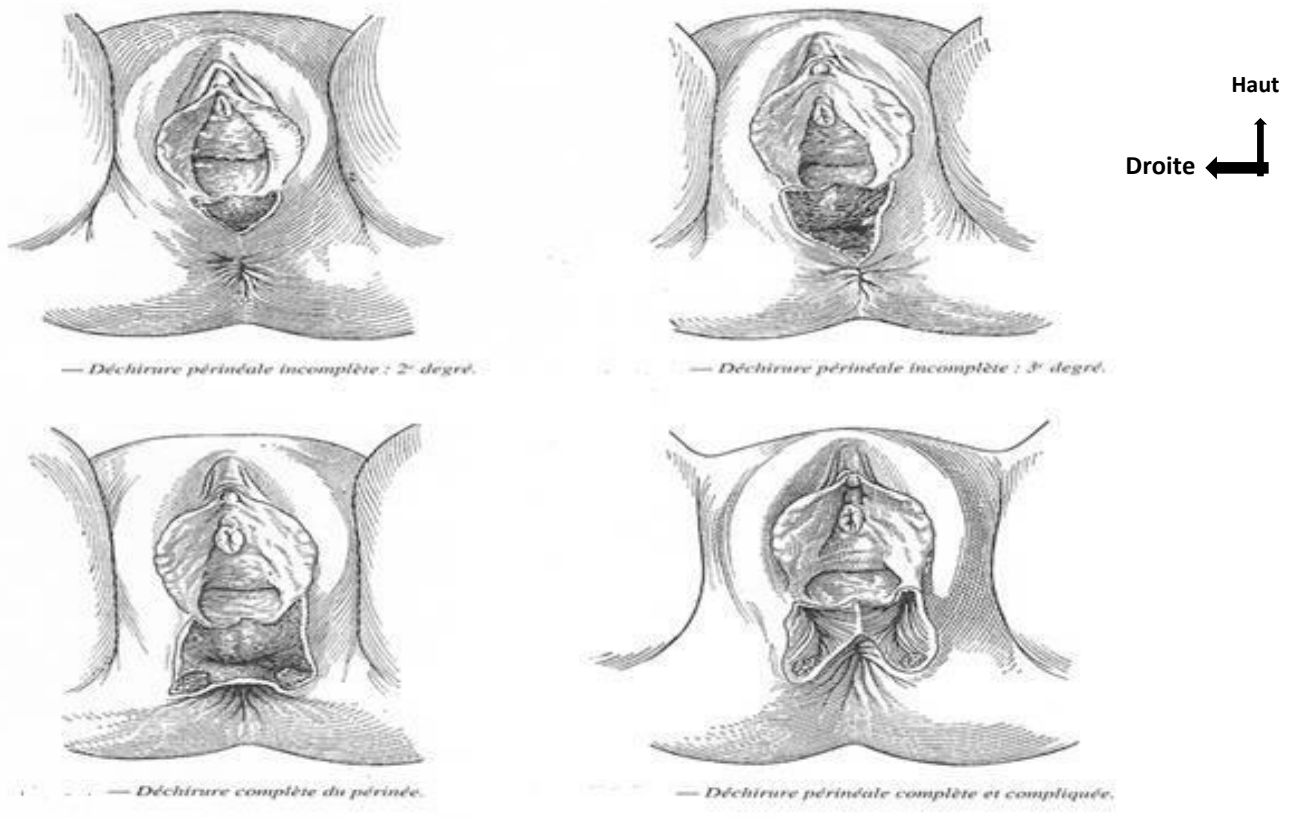 Haut
Droite
— Déchirure périnéale incomplète : 2e degré.
— Déchirure périnéale incomplète : 3e degré.
— Déchirure complète du périnée.
— Déchirure périnéale complète et compliquée.